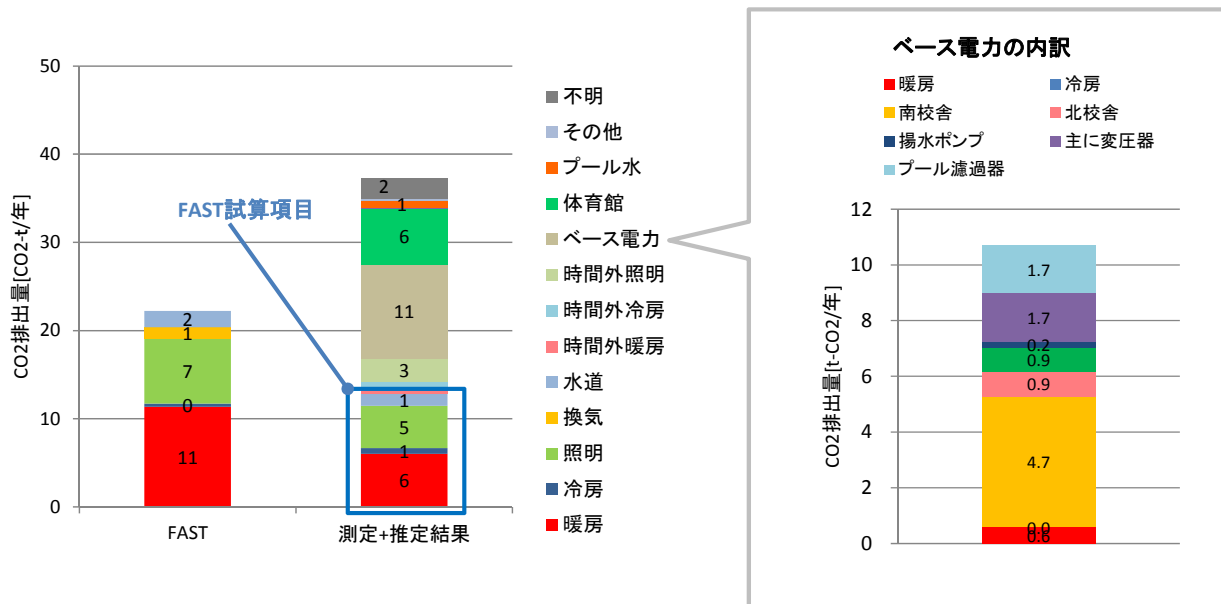 CO2排出量[CO2-t/年]
50
40
30
20
10
0
2
1
7
0
11
FAST
FAST試算項目
2
1
6
11
3
1
5
1
6
測定+推定結果
不明
その他
プール水
体育館
ベース電力
時間外照明
時間外冷房
時間外暖房
水道
換気
照明
冷房
暖房
ベース電力の内訳
暖房 冷房
南校舎 北校舎
揚水ポンプ 主に変圧器
プール濾過器
CO2排出量[t-CO2/年]
12
10
8
6
4
2
0
1.7
1.7
0.2
0.9
0.9
4.7
0.0
0.6